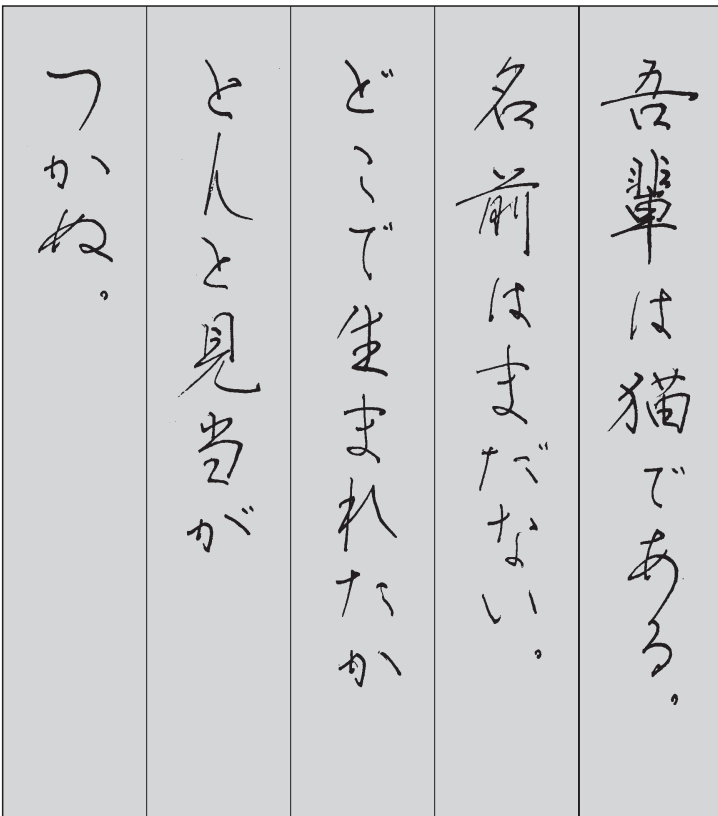 吾輩は猫である。
名前はまだない。
どこで生まれたか
とんと見当が
つかぬ。